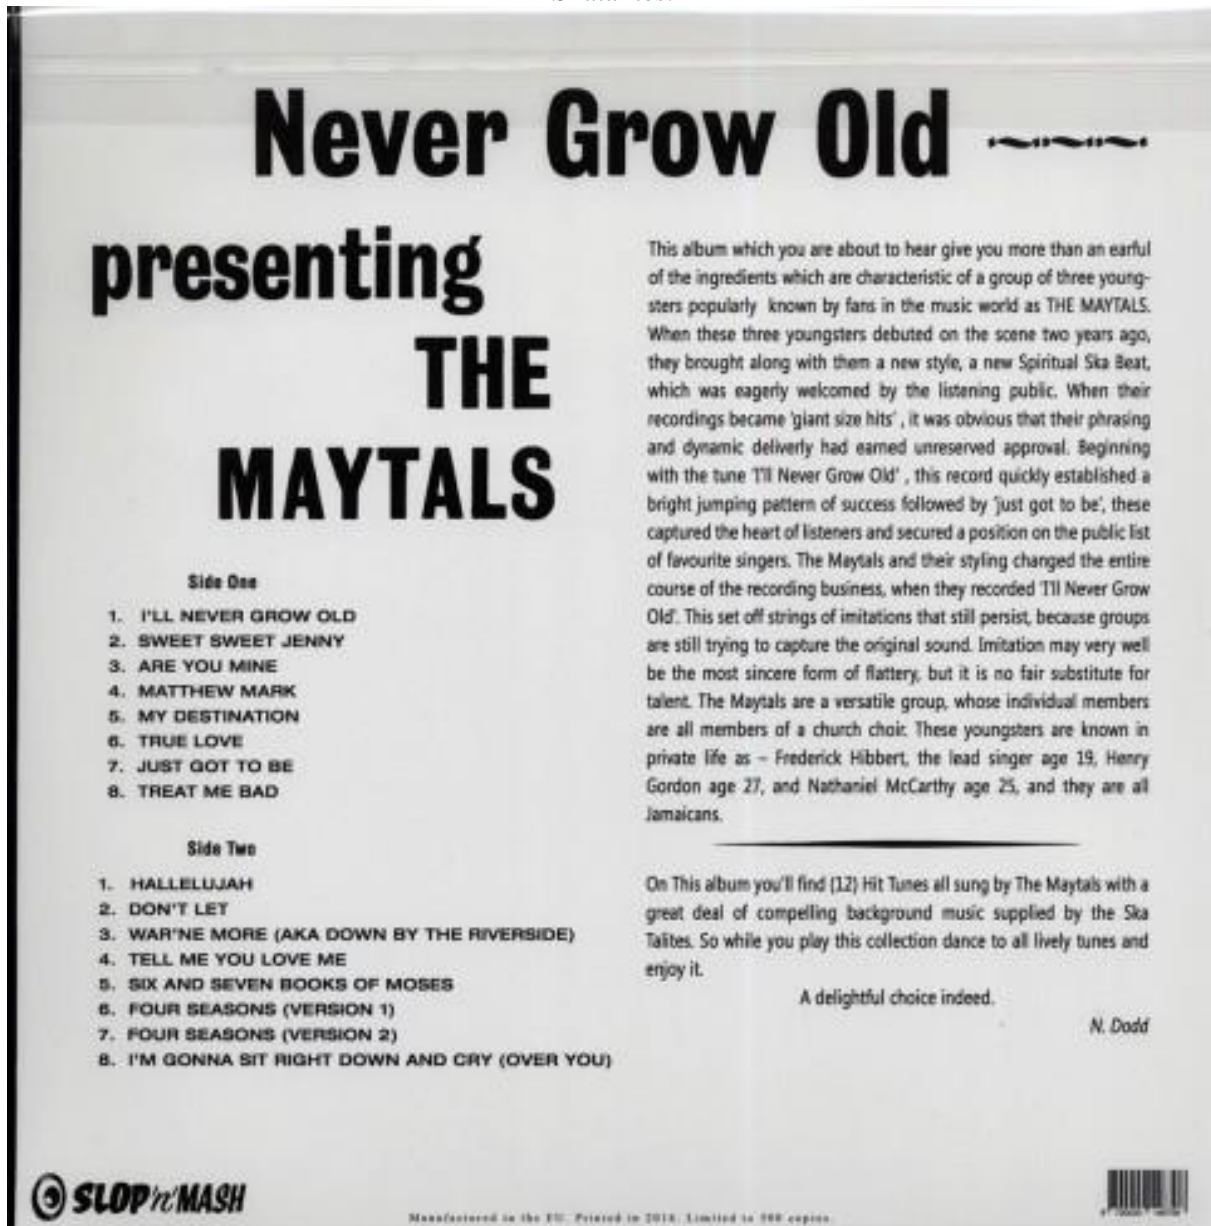 Never Grow Old
presenting
THE
MAYTALS
Side One
1. I'LL NEVER GROW OLD
2. SWEET SWEET JENNY
3. ARE YOU MINE
4. MATTHEW MARK
5. MY DESTINATION
6. TRUE LOVE
7. JUST GOT TO BE
8. TREAT ME BAD
Side Two
1. HALLELUJAH
2. DON'T LET
3. WAR'NE MORE (AKA DOWN BY THE RIVERSIDE)
4. TELL ME YOU LOVE ME
5. SIX AND SEVEN BOOKS OF MOSES
6. FOUR SEASONS (VERSION 1)
7. FOUR SEASONS (VERSION 2)
8. I'M GONNA SIT RIGHT DOWN AND CRY (OVER YOU)
This album which you are about to hear give you more than an earful
of the ingredients which are characteristic of a group of three young-
sters popularly known by fans in the music world as THE MAYTALS.
When these three youngsters debuted on the scene two years ago,
they brought along with them a new style, a new Spiritual Ska Beat,
which was eagerly welcomed by the listening public. When their
recordings became 'giant size hits' , it was obvious that their phrasing
and dynamic deliverly had earned unreserved approval. Beginning
with the tune 'I'll Never Grow Old' , this record quickly established a
bright jumping pattern of success followed by 'just got to be', these
captured the heart of listeners and secured a position on the public list
of favourite singers. The Maytals and their styling changed the entire
course of the recording business, when they recorded 'I'll Never Grow
Old'. This set off strings of imitations that still persist, because groups
are still trying to capture the original sound. Imitation may very well
be the most sincere form of flattery, but it is no fair substitute for
talent. The Maytals are a versatile group, whose individual members
are all members of a church choir. These youngsters are known in
private life as – Frederick Hibbert, the lead singer age 19, Henry
Gordon age 27, and Nathaniel McCarthy age 25, and they are all
Jamaicans.
On This album you'll find (12) Hit Tunes all sung by The Maytals with a
great deal of compelling background music supplied by the Ska
Talites. So while you play this collection dance to all lively tunes and
enjoy it.
A delightful choice indeed.
N. Dodd
SLOP'n'MASH
Manufactured in the EU. Printed in 2016. Limited to 500 copies.